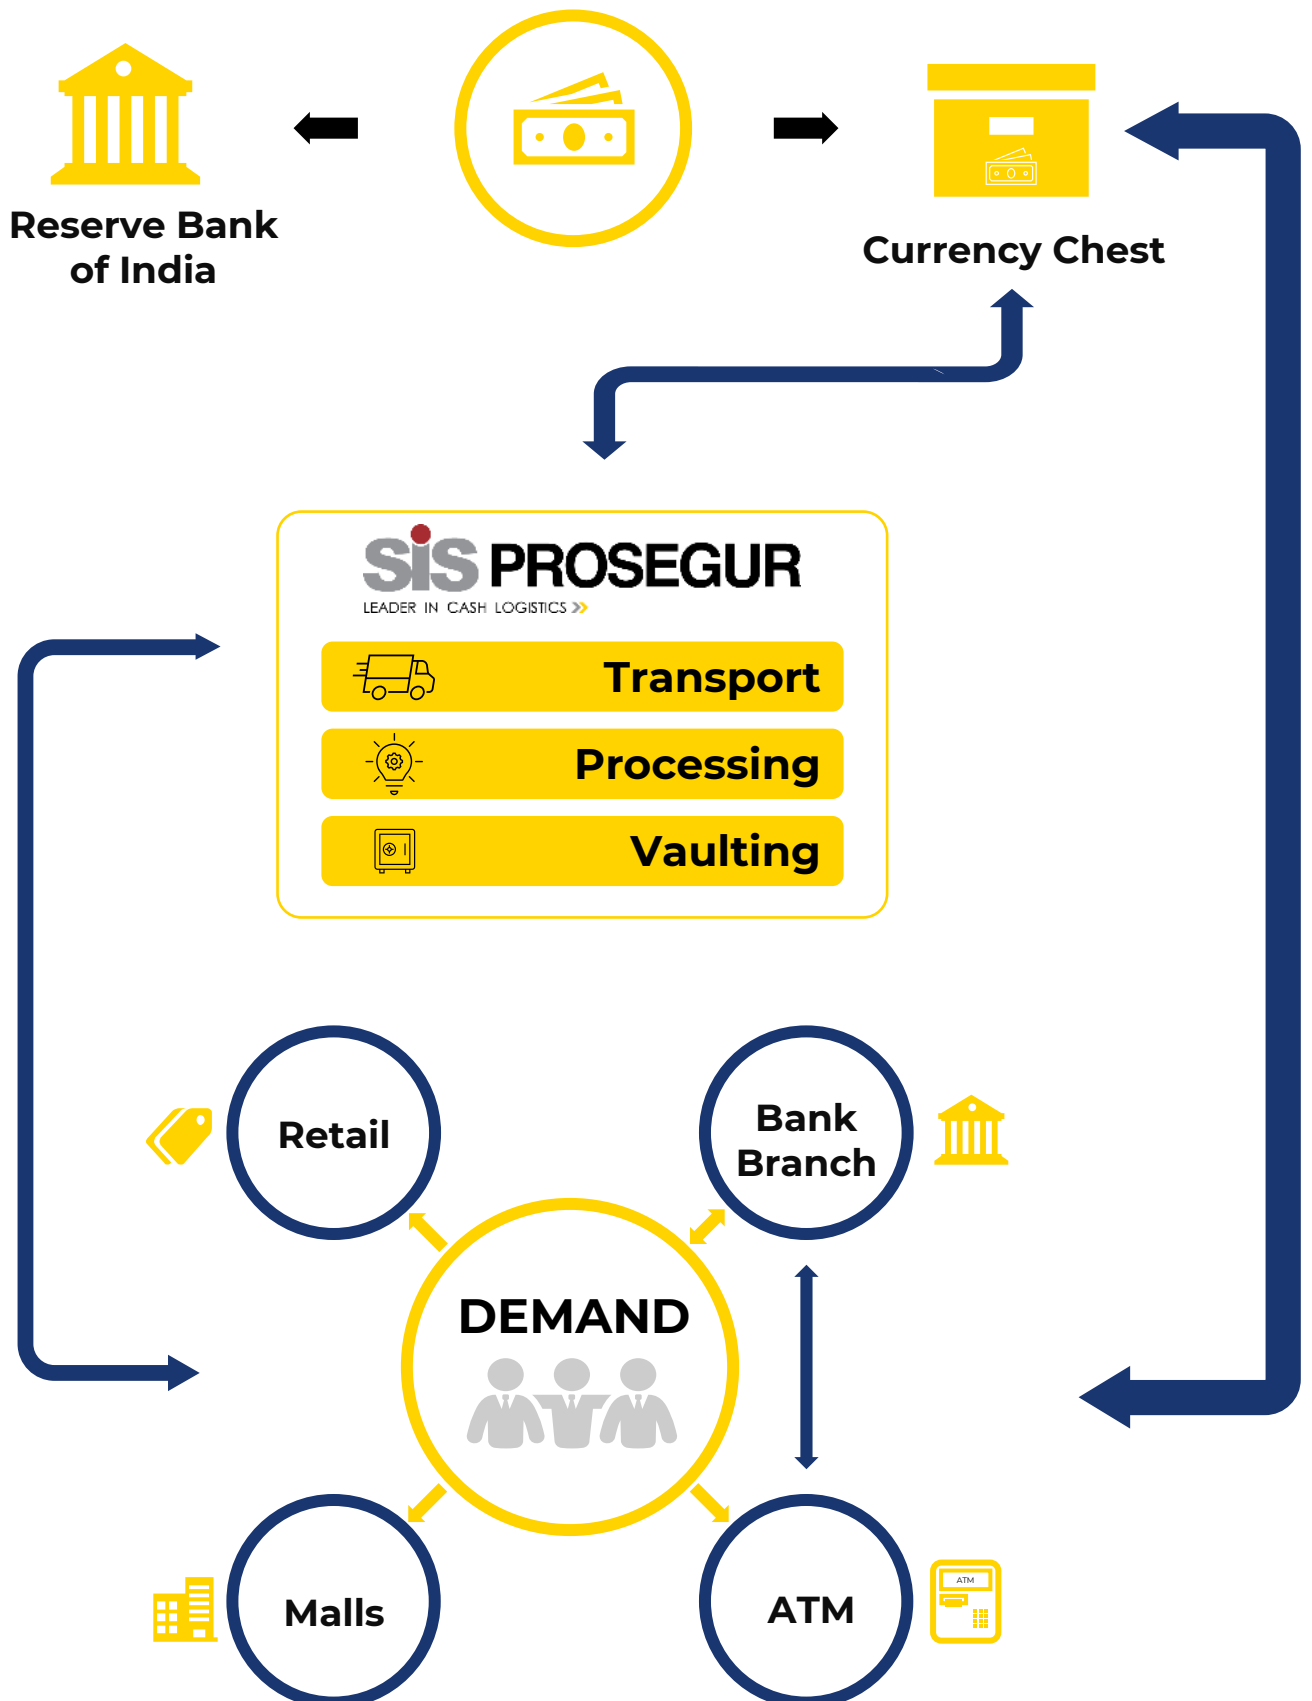 Reserve Bank
of India
Currency Chest
SiS PROSEGUR
LEADER IN CASH LOGISTICS
Transport
Processing
Vaulting
Retail
Bank
Branch
DEMAND
Malls
ATM
ATM